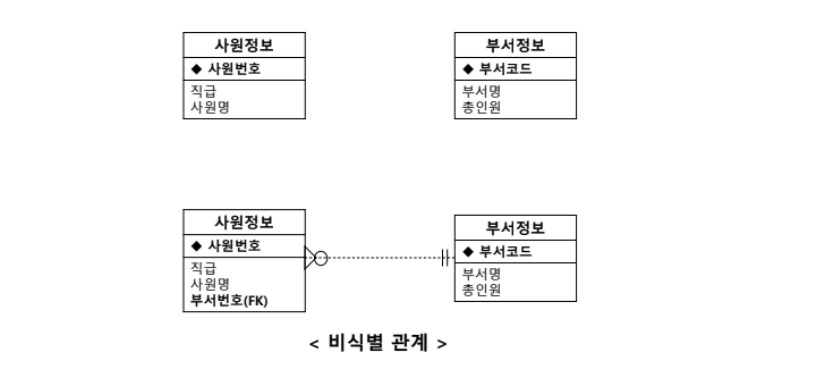 사원정보
◆ 사원번호
직급
사원명
부서정보
◆ 부서코드
부서명
총인원
사원정보
◆ 사원번호
직급
사원명
부서번호(FK)
부서정보
◆ 부서코드
부서명
총인원
< 비식별 관계 >